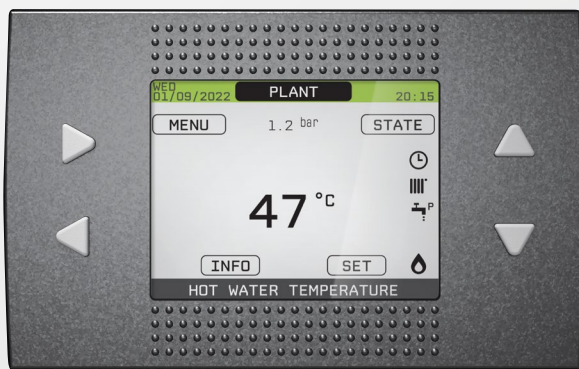 WED
01/09/2022 PLANT 20:15
MENU 1.2 bar STATE
47 °C
P
INFO SET
HOT WATER TEMPERATURE